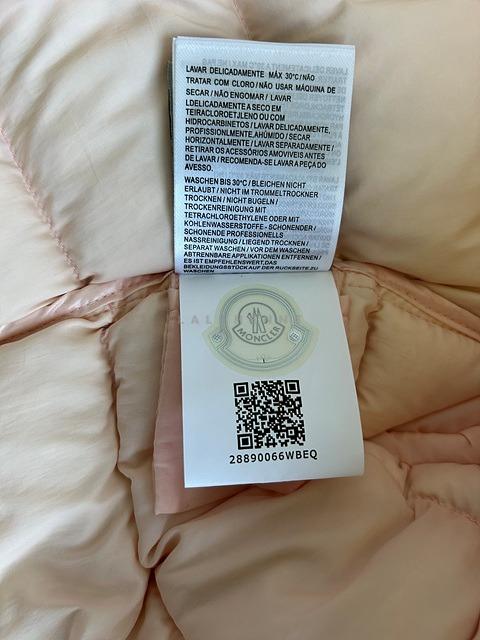 LAVAR DELICADAMENTE MÁX 30°C/NÃO
TRATAR COM CLORO/NÃO USAR MÁQUINA DE
SECAR/NÃO ENGOMAR/ LAVAR
LDELICADAMENTE A SECO EM
TEIRACLOROETJLENO OU COM
HIDROCARBINETOS / LAVAR DELICADAMENTE,
PROFISSIONLMENTE,AHÚMIDO / SECAR
HORIZONTALMENTE / LAVAR SEPARADAMENTE /
RETIRAR OS ACESSÓRIOS AMOVIVEIS ANTES
DE LAVAR / RECOMENDA-SE LAVAR A PEÇA DO
AVESSO.
WASCHEN BIS 30°C / BLEICHEN NICHT
ERLAUBT / NICHT IM TROMMELTROCKNER
TROCKNEN / NICHT BUGELN /
TROCKENREINIGUNG MIT
TETRACHLOROETHYLENE ODER MIT
KOHLENWASSERSTOFFE - SCHONENDER /
SCHONENDE PROFESSIONELLS
NASSREINIGUNG / LIEGEND TROCKNEN /
SEPARAT WASCHEN / VOR DEM WASCHEN
ABTRENNBARE APPLIKATIONEN ENTFERNEN /
ES IST EMPFEHLENSWERT,DAS
BEKLEIDUNGSSTÜCK AUF DER RUCKSEITE ZU
WASCHEN
MONCLER
28890066WBEQ